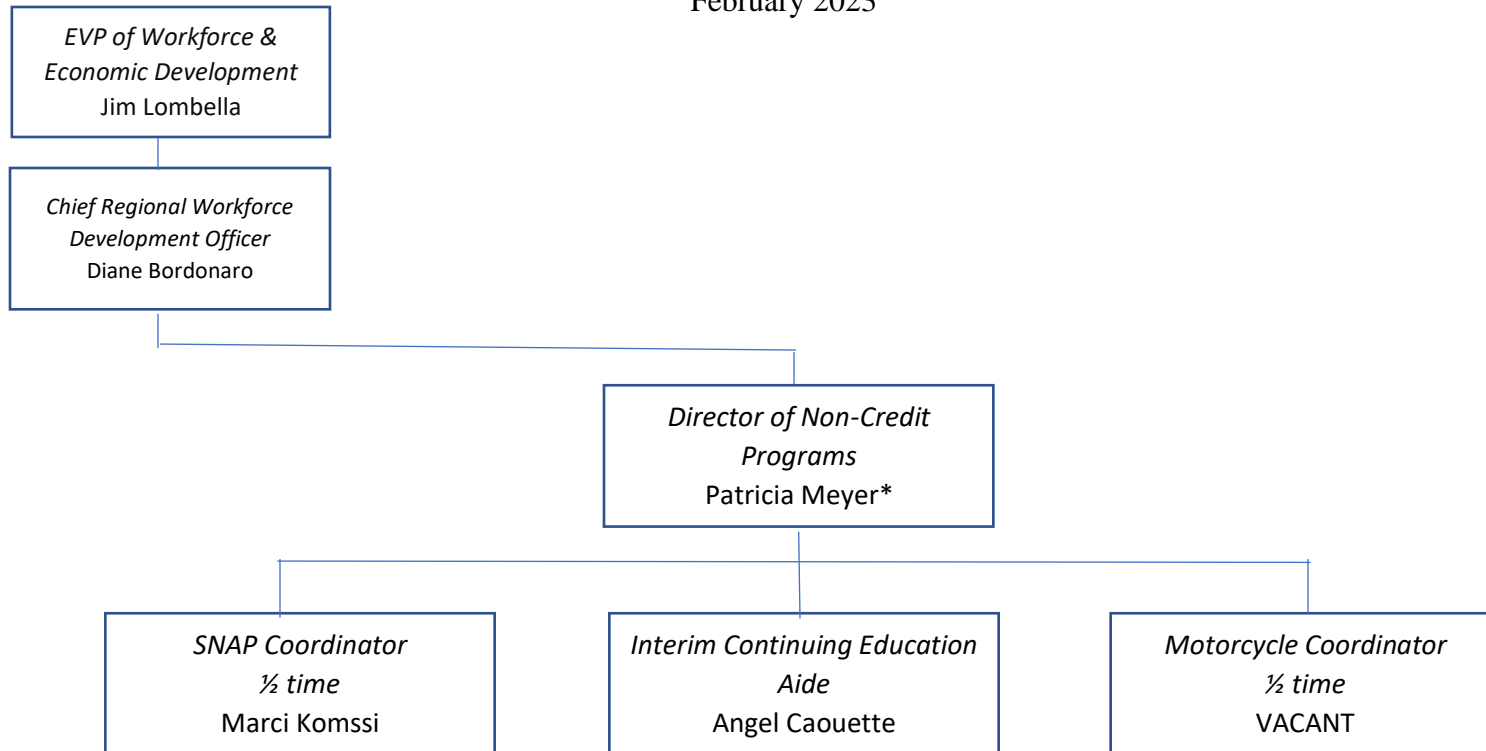 February 2023
EVP of Workforce &
Economic Development
Jim Lombella
Chief Regional Workforce
Development Officer
Diane Bordonaro
Director of Non-Credit
Programs
Patricia Meyer*
SNAP Coordinator
½ time
Marci Komssi
Interim Continuing Education
Aide
Angel Caouette
Motorcycle Coordinator
½ time
VACANT